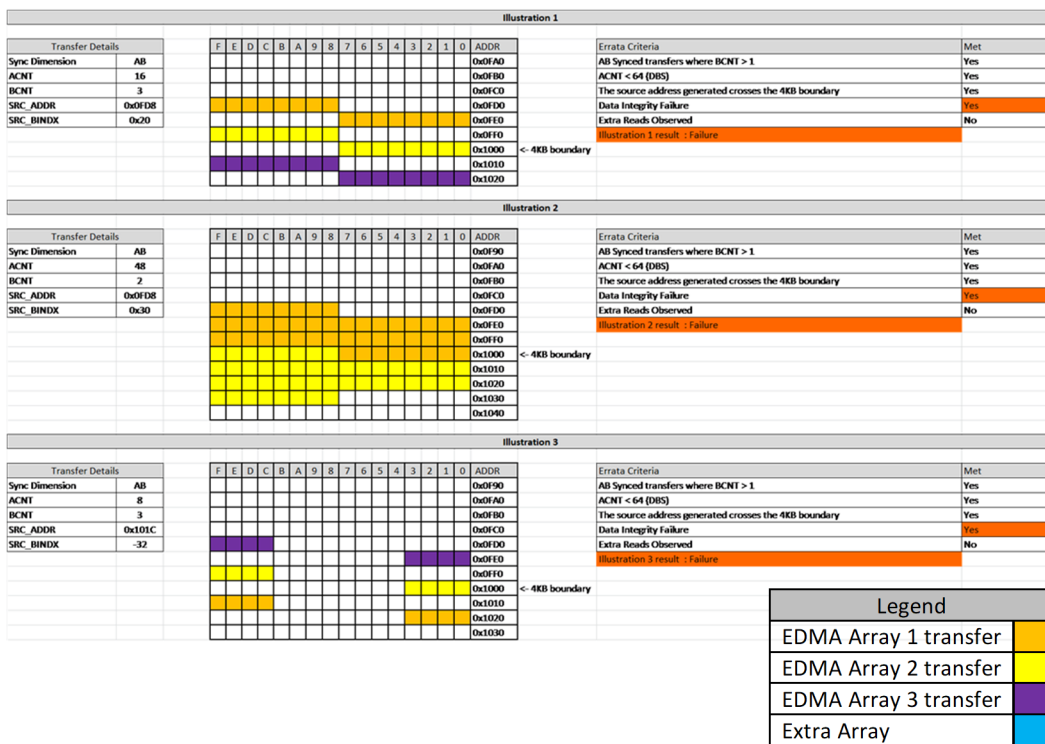 Illustration 1
Transfer Details F E D C B A 9 8 7 6 5 4 3 2 1 0 ADDR Errata Criteria Met
Sync Dimension AB 0x0FA0 AB Synced transfers where BCNT > 1 Yes
ACNT 16 0x0FB0 ACNT < 64 (DBS) Yes
BCNT 3 0x0FC0 The source address generated crosses the 4KB boundary Yes
SRC_ADDR 0x0FD8 0x0FD0 Data Integrity Failure Yes
SRC_BINDX 0x20 0x0FE0 Extra Reads Observed No
0x0FF0 Illustration 1 result : Failure
0x1000 <- 4KB boundary
0x1010
0x1020
Illustration 2
Transfer Details F E D C B A 9 8 7 6 5 4 3 2 1 0 ADDR Errata Criteria Met
Sync Dimension AB 0x0F90 AB Synced transfers where BCNT > 1 Yes
ACNT 48 0x0FA0 ACNT < 64 (DBS) Yes
BCNT 2 0x0FB0 The source address generated crosses the 4KB boundary Yes
SRC_ADDR 0x0FD8 0x0FC0 Data Integrity Failure Yes
SRC_BINDX 0x30 0x0FD0 Extra Reads Observed No
0x0FE0 Illustration 2 result : Failure
0x0FF0
0x1000 <- 4KB boundary
0x1010
0x1020
0x1030
0x1040
Illustration 3
Transfer Details F E D C B A 9 8 7 6 5 4 3 2 1 0 ADDR Errata Criteria Met
Sync Dimension AB 0x0F90 AB Synced transfers where BCNT > 1 Yes
ACNT 8 0x0FA0 ACNT < 64 (DBS) Yes
BCNT 3 0x0FB0 The source address generated crosses the 4KB boundary Yes
SRC_ADDR 0x101C 0x0FC0 Data Integrity Failure Yes
SRC_BINDX -32 0x0FD0 Extra Reads Observed No
0x0FE0 Illustration 3 result : Failure
0x0FF0
0x1000 <- 4KB boundary
0x1010
0x1020
0x1030
Legend
EDMA Array 1 transfer
EDMA Array 2 transfer
EDMA Array 3 transfer
Extra Array